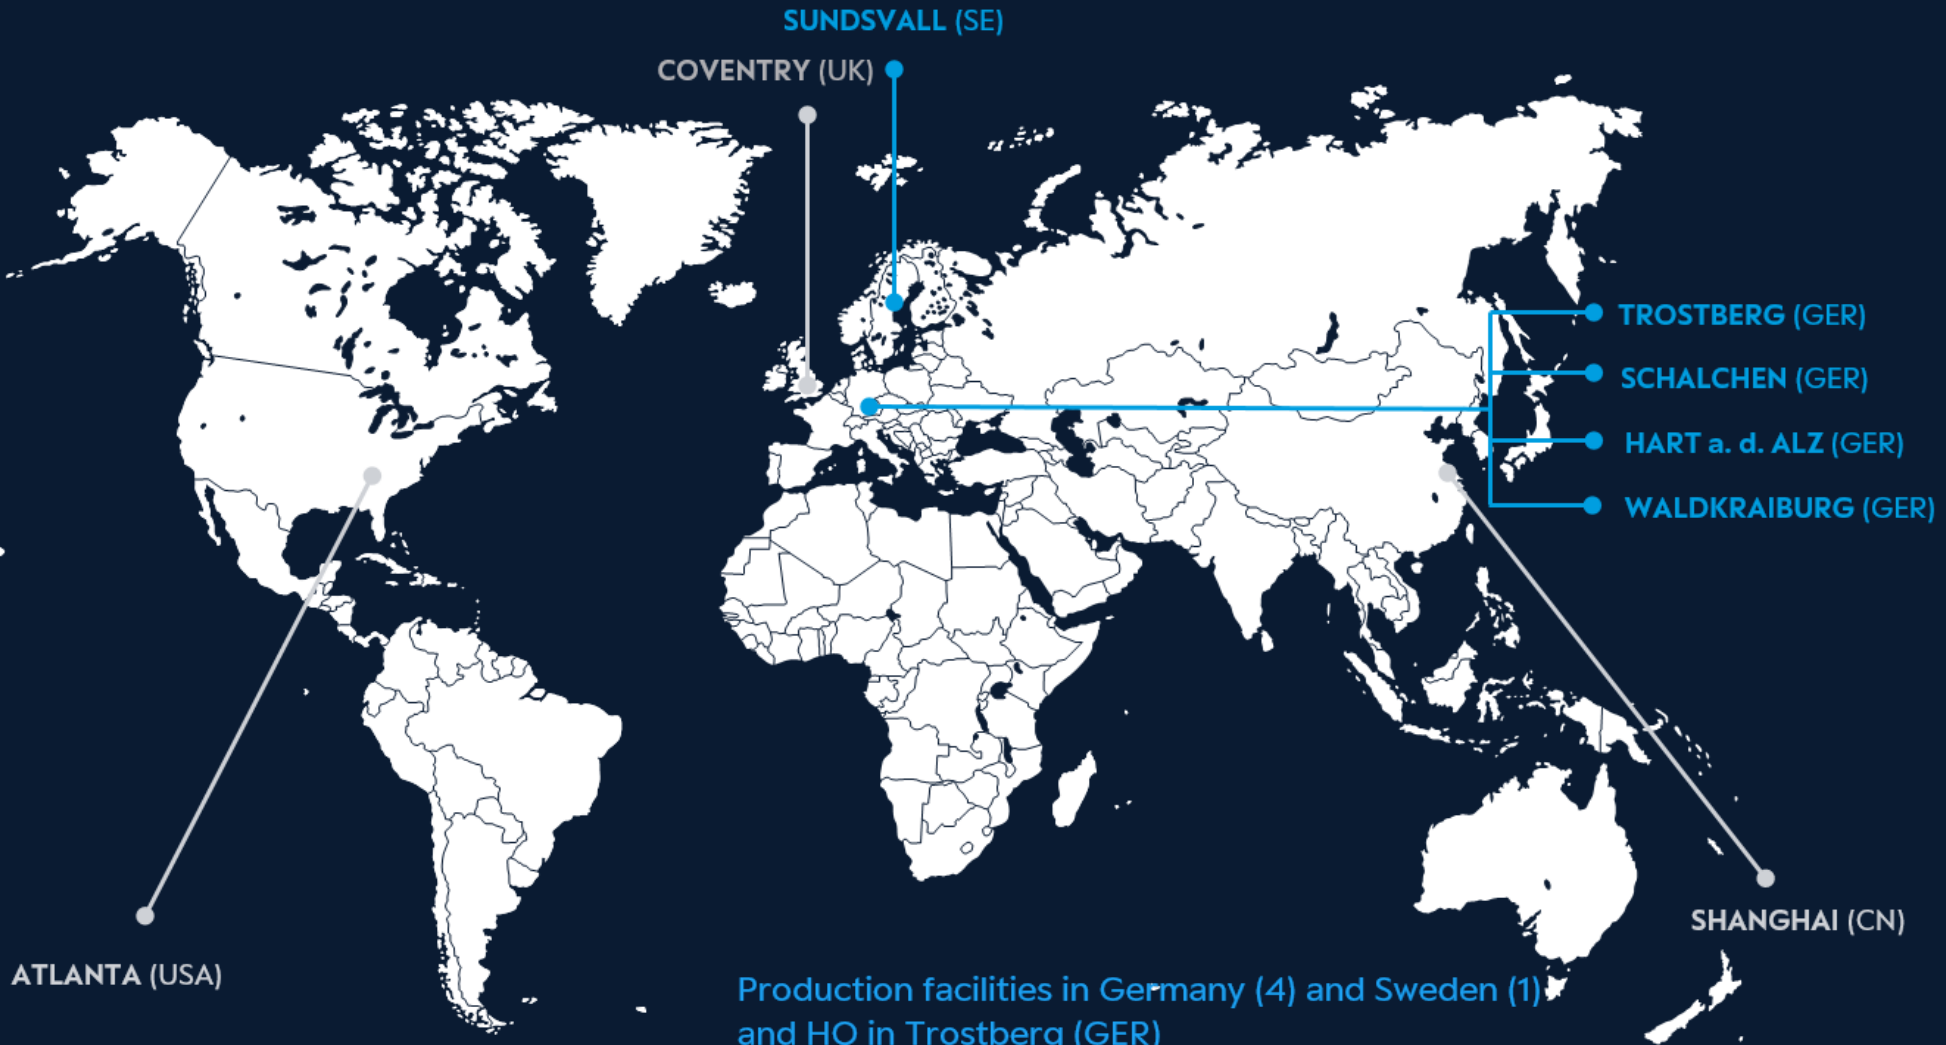 SUNDSVALL (SE)
COVENTRY (UK)
TROSTBERG (GER)
SCHALCHEN (GER)
HART a. d. ALZ (GER)
WALDKRAIBURG (GER)
SHANGHAI (CN)
ATLANTA (USA)
Production facilities in Germany (4) and Sweden (1)
and HO in Trostberg (GER)